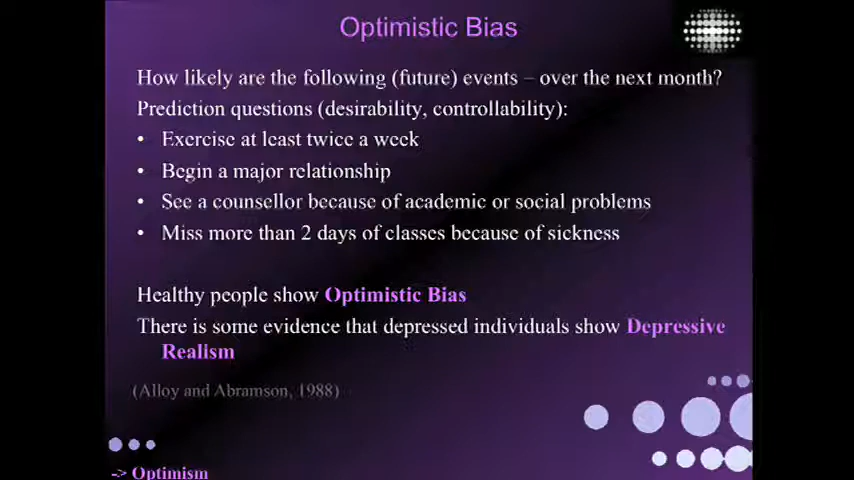 Optimistic Bias
How likely are the following (future) events – over the next month?
Prediction questions (desirability, controllability):
• Exercise at least twice a week
• Begin a major relationship
• See a counsellor because of academic or social problems
• Miss more than 2 days of classes because of sickness
Healthy people show Optimistic Bias
There is some evidence that depressed individuals show Depressive
Realism
(Alloy and Abramson, 1988)
-> Optimism